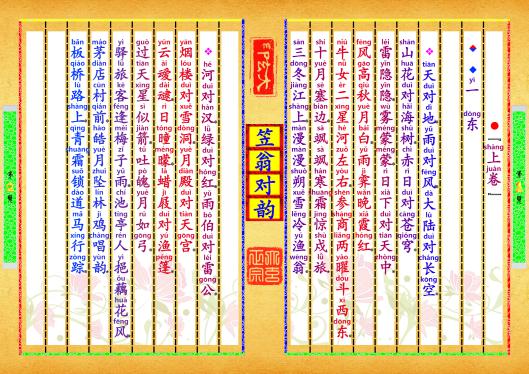 『上卷』
一东
天对地雨对风。大陆对长空。
山花对海树赤日对苍穹。
雷隐隐雾蒙蒙。日下对天中。
风高秋月白雨霁晚霞红。
牛女二星河左右参商两曜斗西东。
十月塞边飒飒寒霜惊戍旅
三冬江上漫漫朔雪冷渔翁。
笠翁对韵
河对汉绿对红。雨伯对雷公。
烟楼对雪洞月殿对天宫。
云叆叇日曈曚。蜡屐对渔蓬。
过天星似箭吐魄月如弓。
驿旅客逢梅子雨池亭人挹藕花风。
茅店村前皓月坠林鸡唱韵
板桥路上青霜锁道马行踪。